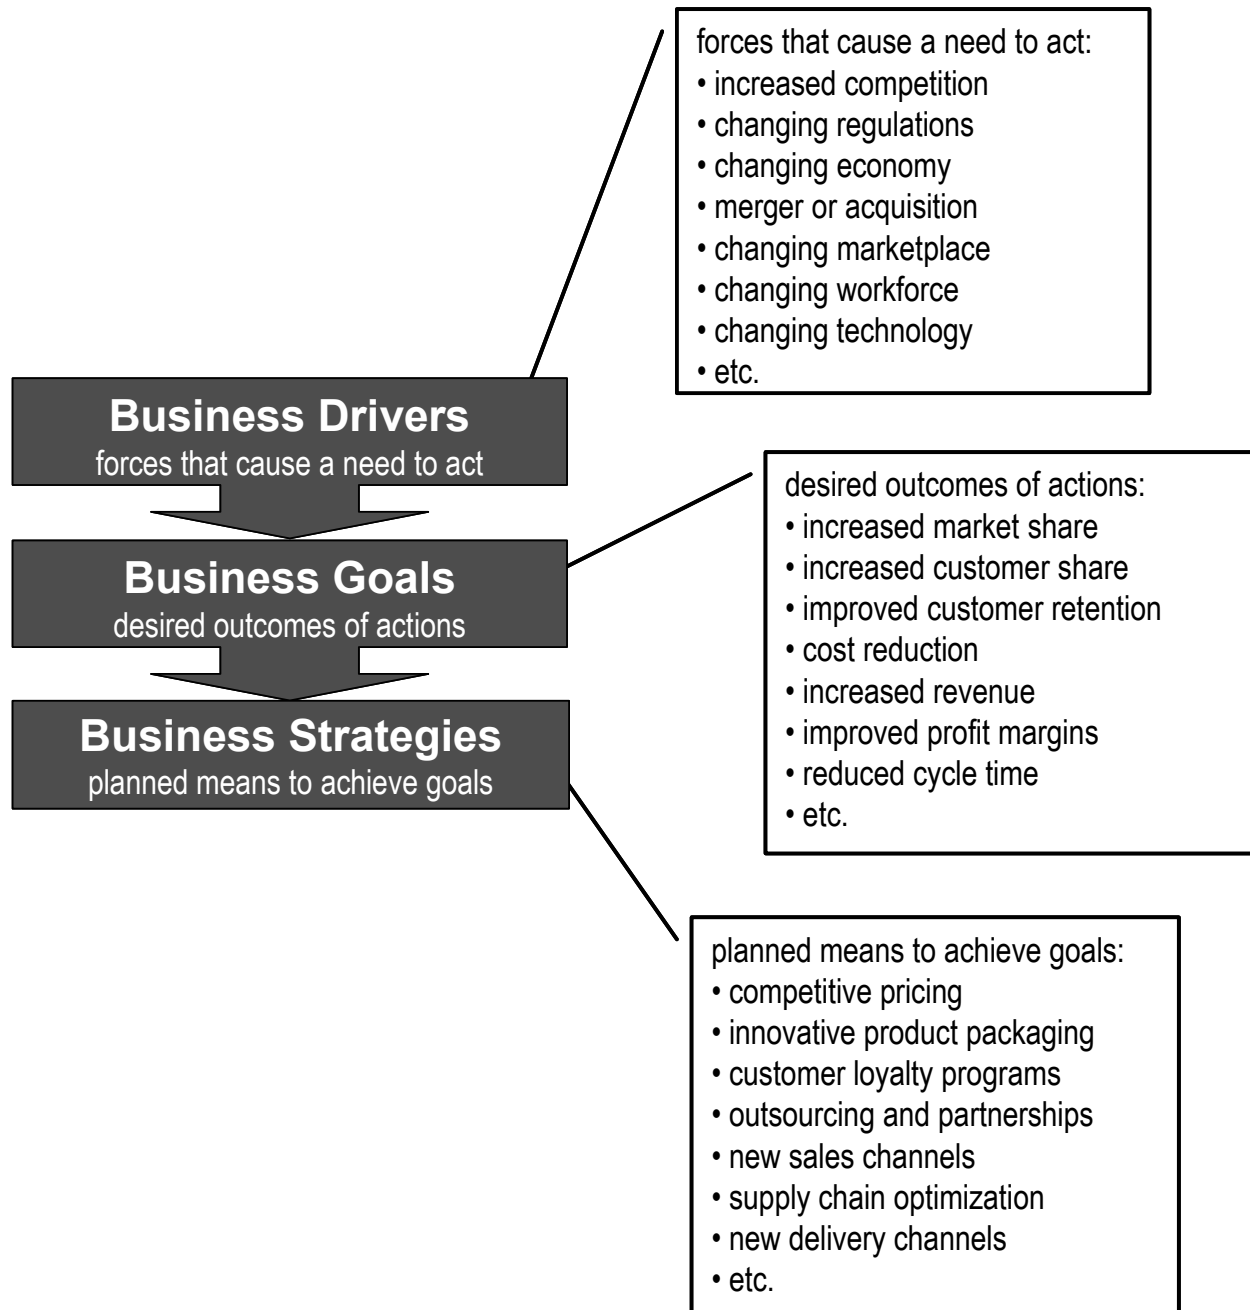 forces that cause a need to act:
• increased competition
• changing regulations
• changing economy
• merger or acquisition
• changing marketplace
• changing workforce
• changing technology
• etc.
Business Drivers
forces that cause a need to act
Business Goals
desired outcomes of actions
Business Strategies
planned means to achieve goals
desired outcomes of actions:
• increased market share
• increased customer share
• improved customer retention
• cost reduction
• increased revenue
• improved profit margins
• reduced cycle time
• etc.
planned means to achieve goals:
• competitive pricing
• innovative product packaging
• customer loyalty programs
• outsourcing and partnerships
• new sales channels
• supply chain optimization
• new delivery channels
• etc.